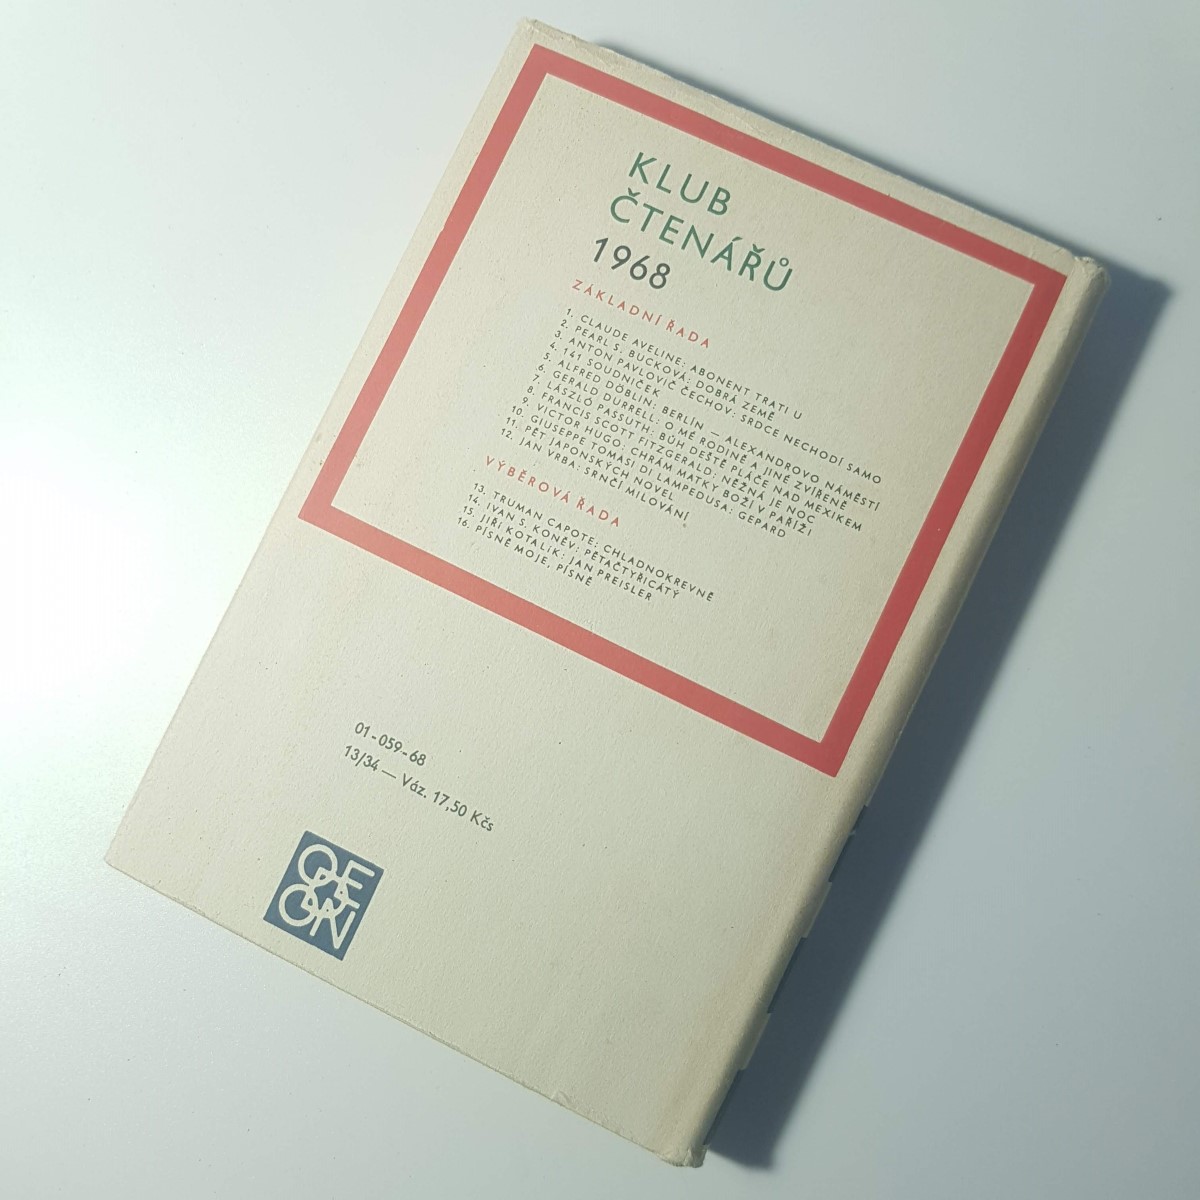 KLUB
ČTENÁŘŮ
1968
ZÁKLADNÍ ŘADA
1. CLAUDE AVELINE: ABONENT TRATI U
2. PEARL S. BUCKOVÁ: DOBRÁ ZEMĚ
3. ANTON PAVLOVIČ ČECHOV: SRDCE NECHODÍ SAMO
4. 141 SOUDNIČEK
5. ALFRED DÖBLIN: BERLÍN — ALEXANDROVO NÁMĚSTÍ
6. GERALD DURRELL: O MÉ RODINĚ A JINÉ ZVÍŘENĚ
7. LÁSZLÓ PASSUTH: BŮH DEŠTĚ PLÁČE NAD MEXIKEM
8. FRANCIS SCOTT FITZGERALD: NĚŽNÁ JE NOC
9. VICTOR HUGO: CHRÁM MATKY BOŽÍ V PAŘÍŽI
10. GIUSEPPE TOMASI DI LAMPEDUSA: GEPARD
11. PĚT JAPONSKÝCH NOVEL
12. JAN VRBA: SRNČÍ MILOVÁNÍ
VÝBĚROVÁ ŘADA
13. TRUMAN CAPOTE: CHLADNOKREVNĚ
14. IVAN S. KONĚV: PĚTAČTYŘICÁTÝ
15. JIŘÍ KOTALÍK: JAN PREISLER
16. PÍSNĚ MOJE, PÍSNĚ
01-059-68
13/34 — Váz. 17,50 Kčs
ODEON